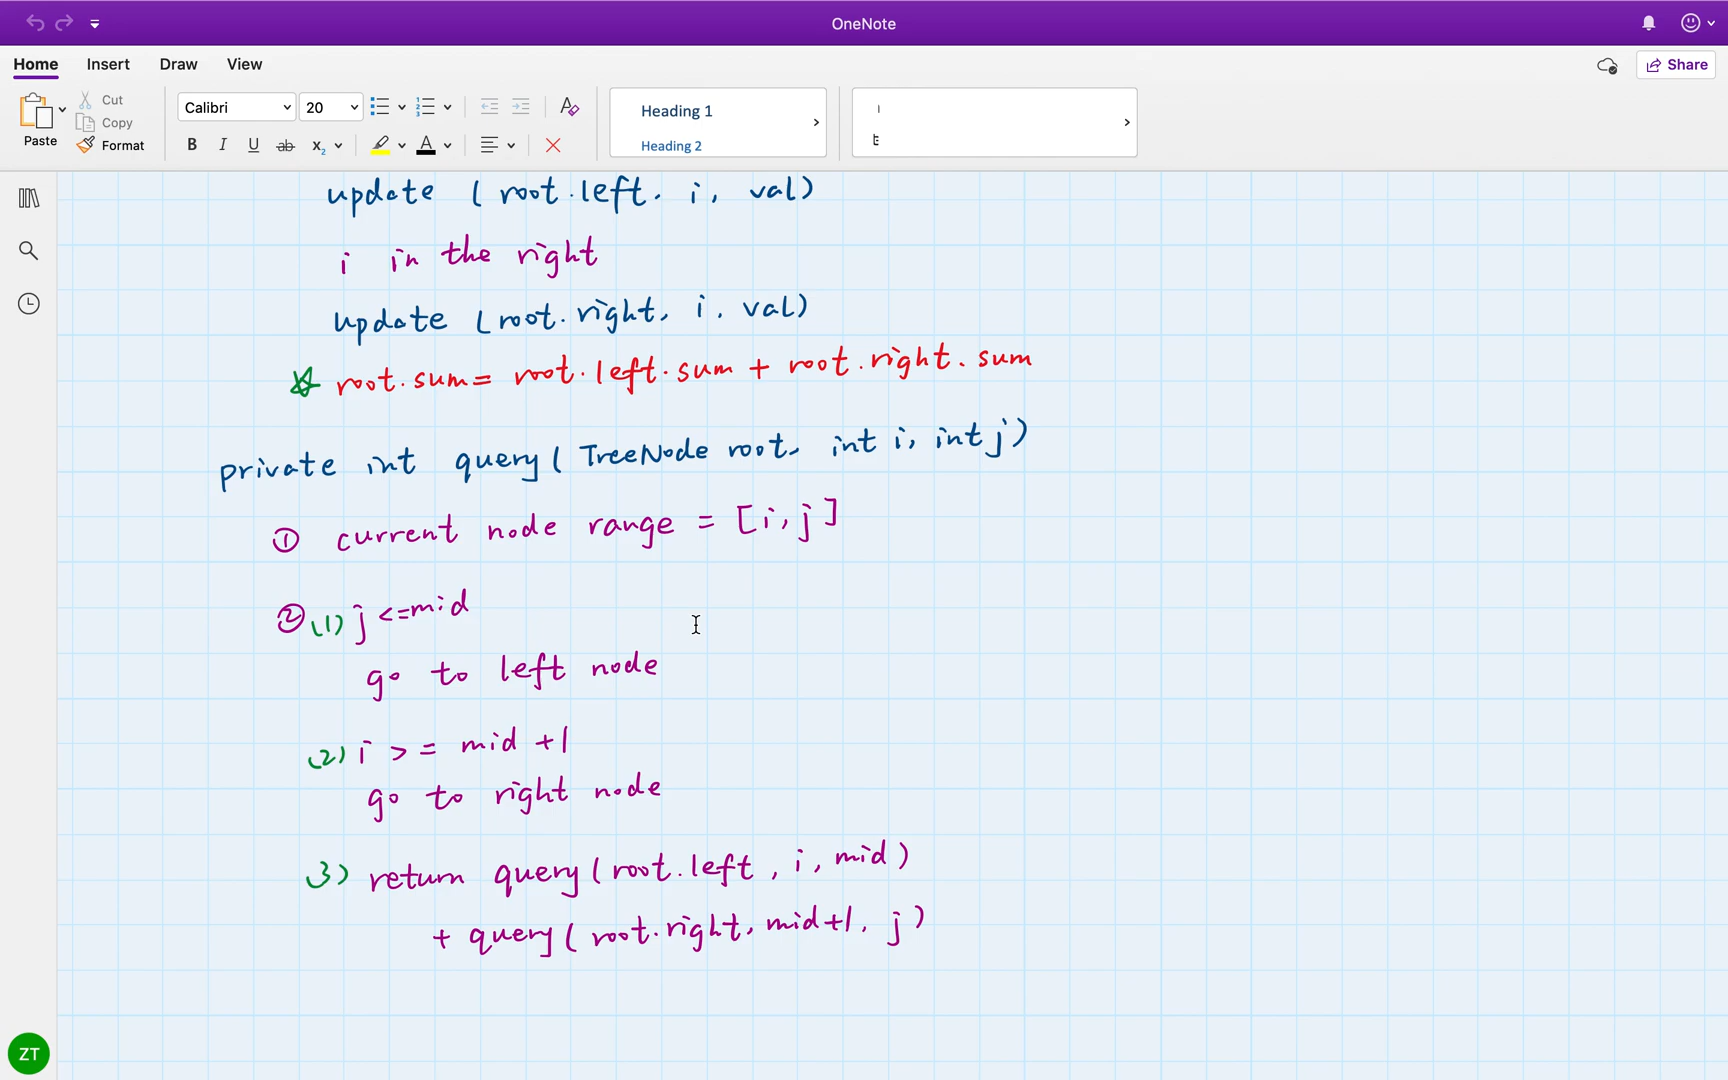 OneNote
Home Insert Draw View Share
Paste Cut Copy Format
Calibri 20
B I U ab x₂ A
Heading 1
Heading 2
update (root.left, i, val)
i in the right
update (root.right, i, val)
root.sum= root.left.sum + root.right.sum
private int query( TreeNode root, int i, int j)
① current node range = [i, j]
② (1) j <=mid
go to left node
(2) i >= mid +1
go to right node
(3) return query(root.left, i, mid)
+ query(root.right, mid+1, j)
ZT